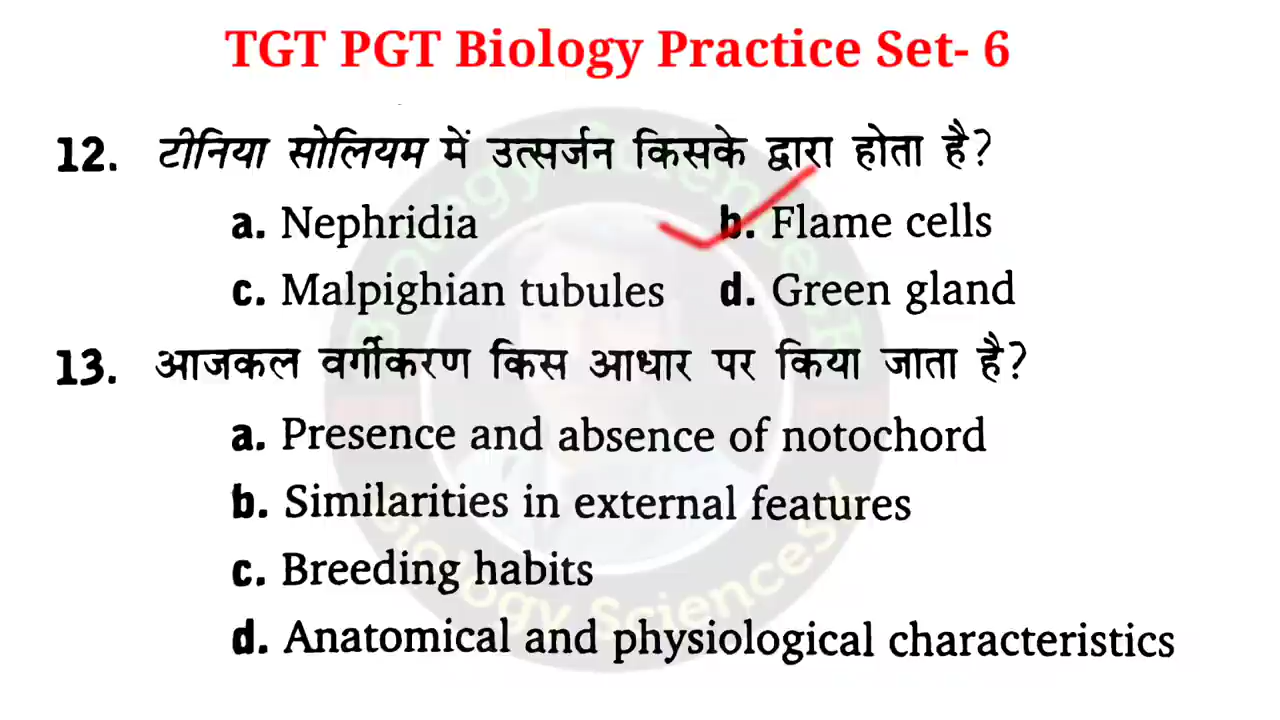 TGT PGT Biology Practice Set- 6
12. टीनिया सोलियम में उत्सर्जन किसके द्वारा होता है?
a. Nephridia b. Flame cells
c. Malpighian tubules d. Green gland
13. आजकल वर्गीकरण किस आधार पर किया जाता है?
a. Presence and absence of notochord
b. Similarities in external features
c. Breeding habits
d. Anatomical and physiological characteristics